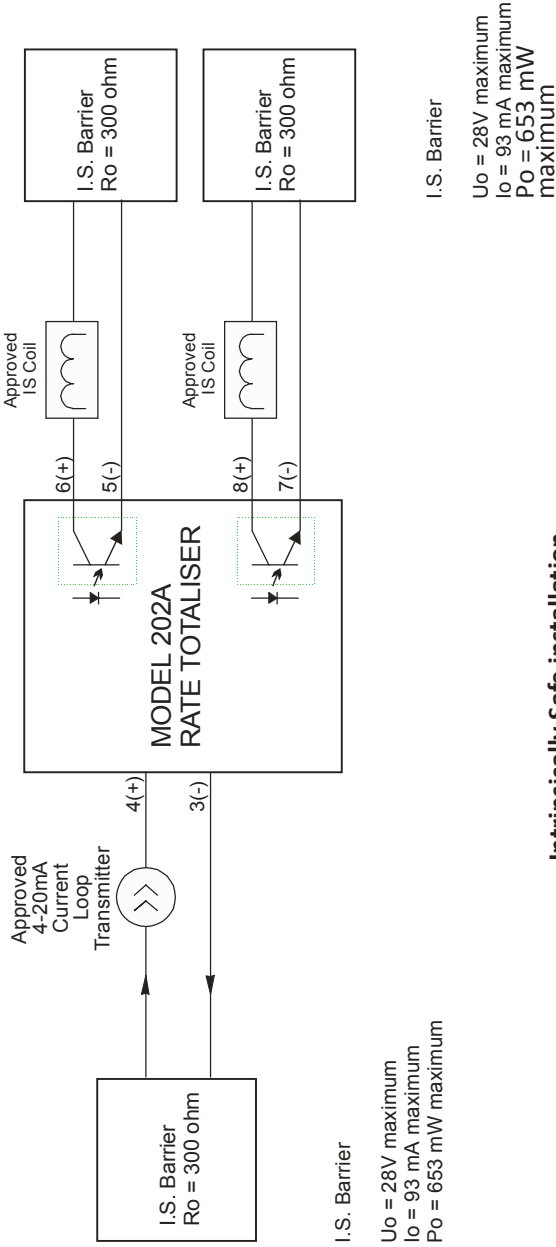 Approved
4-20mA
Current
Loop
Transmitter
I.S. Barrier
Ro = 300 ohm
4(+)
3(-)
MODEL 202A
RATE TOTALISER
6(+)
5(-)
8(+)
7(-)
Approved
IS Coil
Approved
IS Coil
I.S. Barrier
Ro = 300 ohm
I.S. Barrier
Ro = 300 ohm
I.S. Barrier
Uo = 28V maximum
Io = 93 mA maximum
Po = 653 mW maximum
I.S. Barrier
Uo = 28V maximum
Io = 93 mA maximum
Po = 653 mW
maximum
Intrinsically Safe installation